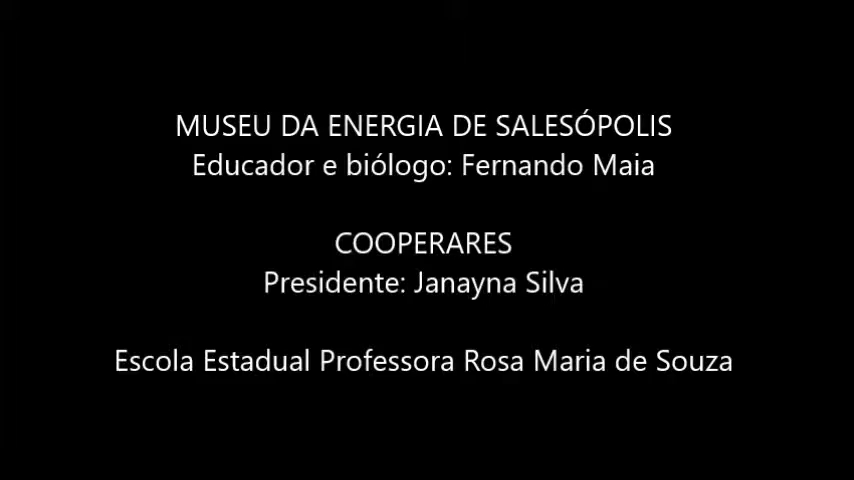 MUSEU DA ENERGIA DE SALESÓPOLIS
Educador e biólogo: Fernando Maia
COOPERARES
Presidente: Janayna Silva
Escola Estadual Professora Rosa Maria de Souza